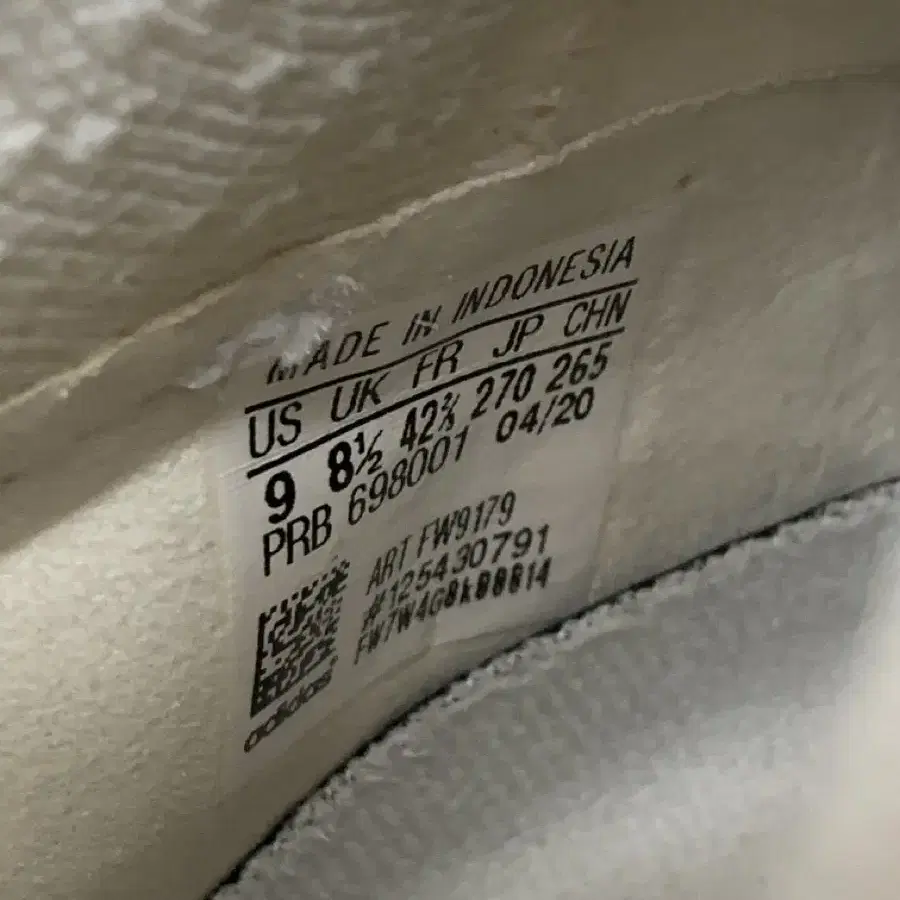 MADE IN INDONESIA
US UK FR JP CHN
9 8½ 42⅔ 270 265
PRB 698001 04/20
ART FW9179
#125430791
adidas